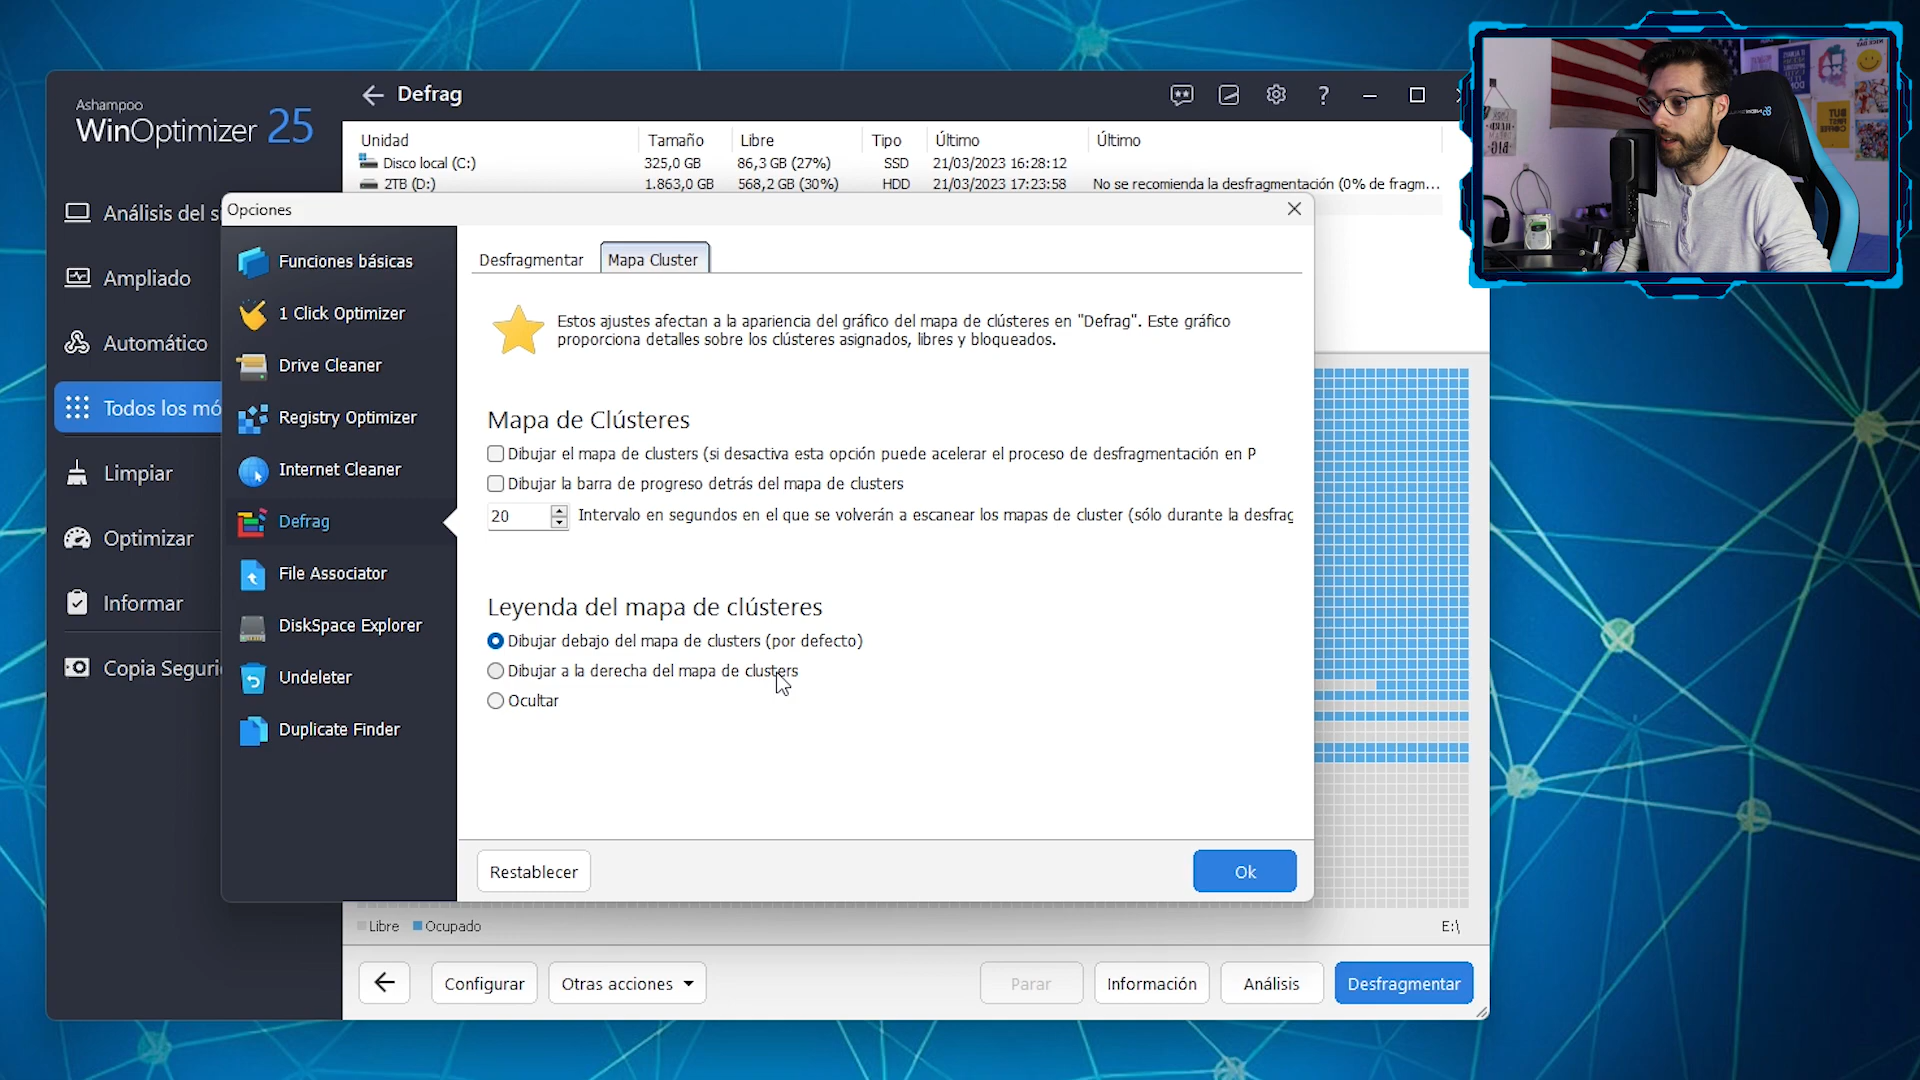 Ashampoo
WinOptimizer 25
Análisis del si
Ampliado
Automático
Todos los mó
Limpiar
Optimizar
Informar
Copia Segurid
Defrag
?
Unidad Tamaño Libre Tipo Último Último
Disco local (C:) 325,0 GB 86,3 GB (27%) SSD 21/03/2023 16:28:12
2TB (D:) 1.863,0 GB 568,2 GB (30%) HDD 21/03/2023 17:23:58 No se recomienda la desfragmentación (0% de fragm...
Opciones
Funciones básicas
1 Click Optimizer
Drive Cleaner
Registry Optimizer
Internet Cleaner
Defrag
File Associator
DiskSpace Explorer
Undeleter
Duplicate Finder
Desfragmentar Mapa Cluster
Estos ajustes afectan a la apariencia del gráfico del mapa de clústeres en "Defrag". Este gráfico
proporciona detalles sobre los clústeres asignados, libres y bloqueados.
Mapa de Clústeres
Dibujar el mapa de clusters (si desactiva esta opción puede acelerar el proceso de desfragmentación en P
Dibujar la barra de progreso detrás del mapa de clusters
20 Intervalo en segundos en el que se volverán a escanear los mapas de cluster (sólo durante la desfrag
Leyenda del mapa de clústeres
Dibujar debajo del mapa de clusters (por defecto)
Dibujar a la derecha del mapa de clusters
Ocultar
Restablecer Ok
Libre Ocupado E:\
Configurar Otras acciones Parar Información Análisis Desfragmentar
BUT
FIRST
COFFEE